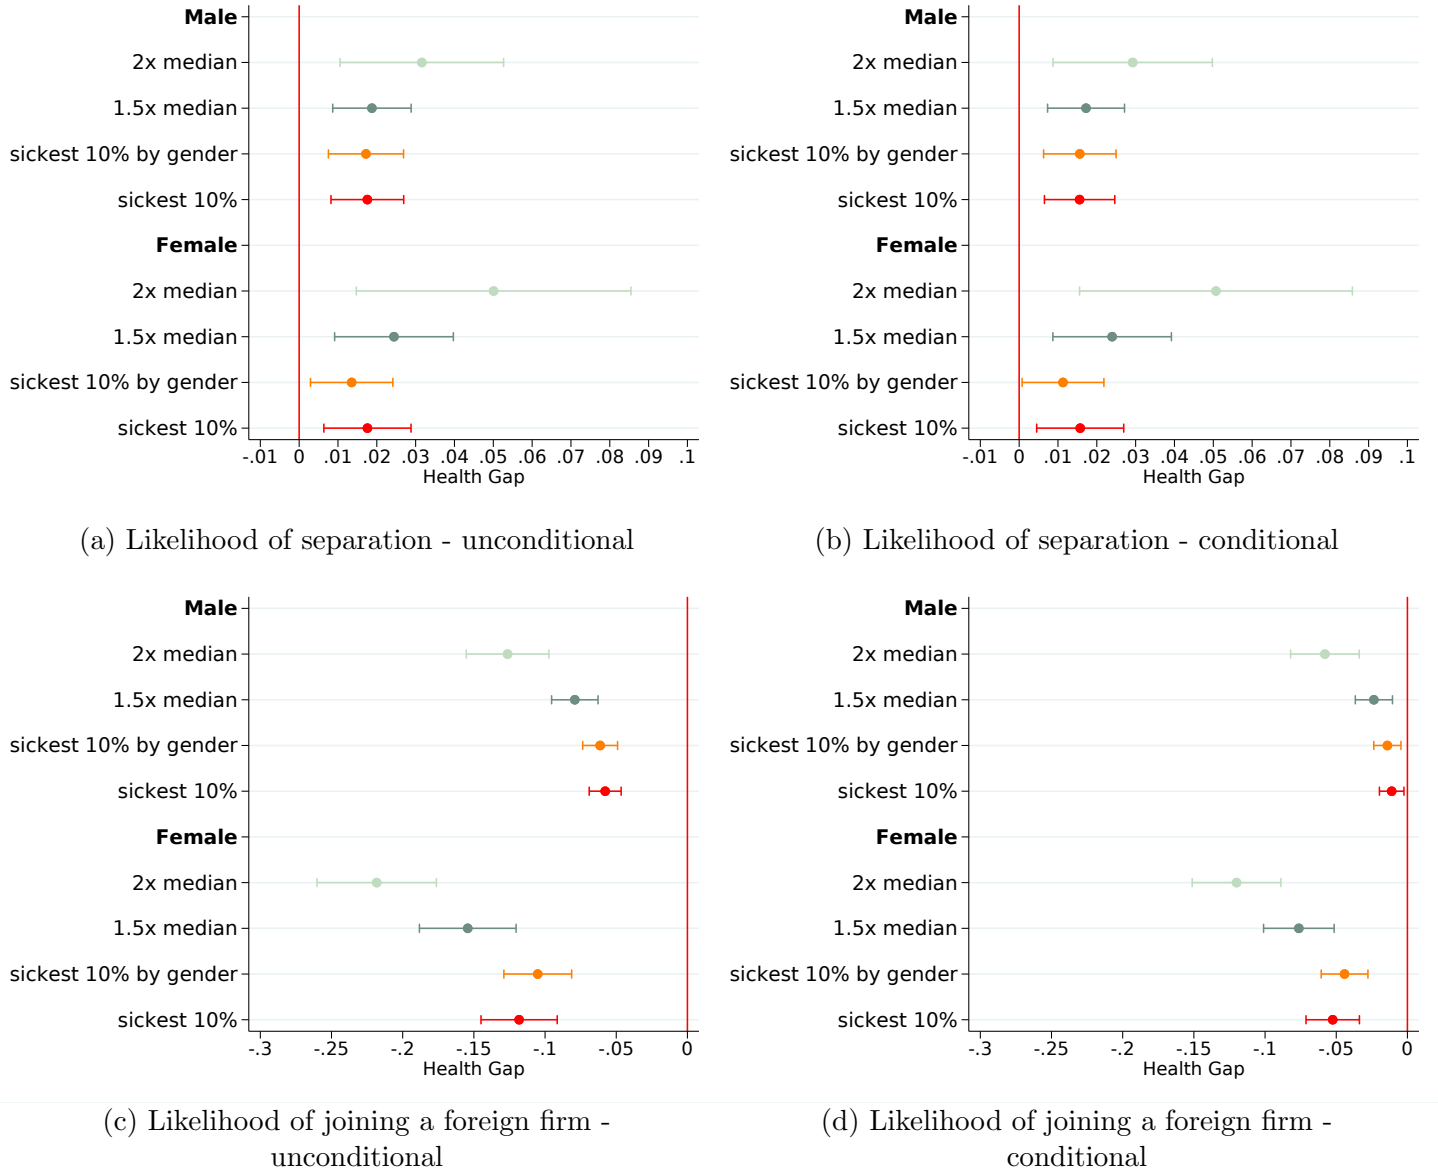 Male
2x median
1.5x median
sickest 10% by gender
sickest 10%
Female
2x median
1.5x median
sickest 10% by gender
sickest 10%
-.01 0 .01 .02 .03 .04 .05 .06 .07 .08 .09 .1
Health Gap
(a) Likelihood of separation - unconditional
Male
2x median
1.5x median
sickest 10% by gender
sickest 10%
Female
2x median
1.5x median
sickest 10% by gender
sickest 10%
-.01 0 .01 .02 .03 .04 .05 .06 .07 .08 .09 .1
Health Gap
(b) Likelihood of separation - conditional
Male
2x median
1.5x median
sickest 10% by gender
sickest 10%
Female
2x median
1.5x median
sickest 10% by gender
sickest 10%
-.3 -.25 -.2 -.15 -.1 -.05 0
Health Gap
(c) Likelihood of joining a foreign firm -
unconditional
Male
2x median
1.5x median
sickest 10% by gender
sickest 10%
Female
2x median
1.5x median
sickest 10% by gender
sickest 10%
-.3 -.25 -.2 -.15 -.1 -.05 0
Health Gap
(d) Likelihood of joining a foreign firm -
conditional